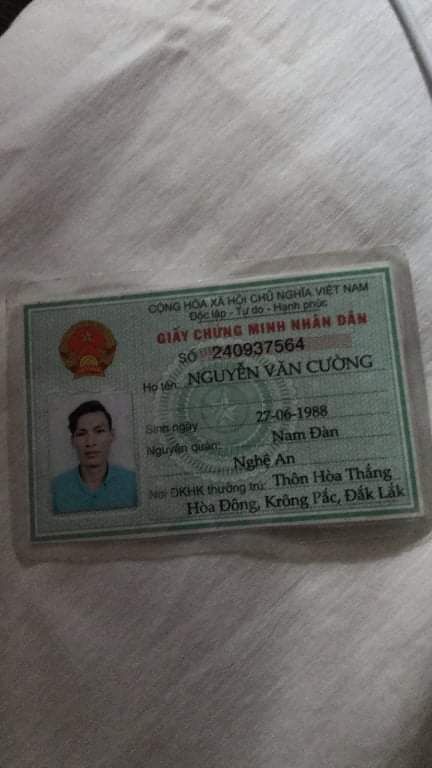 CỘNG HÒA XÃ HỘI CHỦ NGHĨA VIỆT NAM
Độc lập - Tự do - Hạnh phúc
GIẤY CHỨNG MINH NHÂN DÂN
SỐ 240937564
Họ tên: NGUYỄN VĂN CƯỜNG
Sinh ngày 27-06-1988
Nguyên quán: Nam Đàn
Nghệ An
Nơi ĐKHK thường trú: Thôn Hòa Thắng
Hòa Đông, Krông Pắc, Đắk Lắk